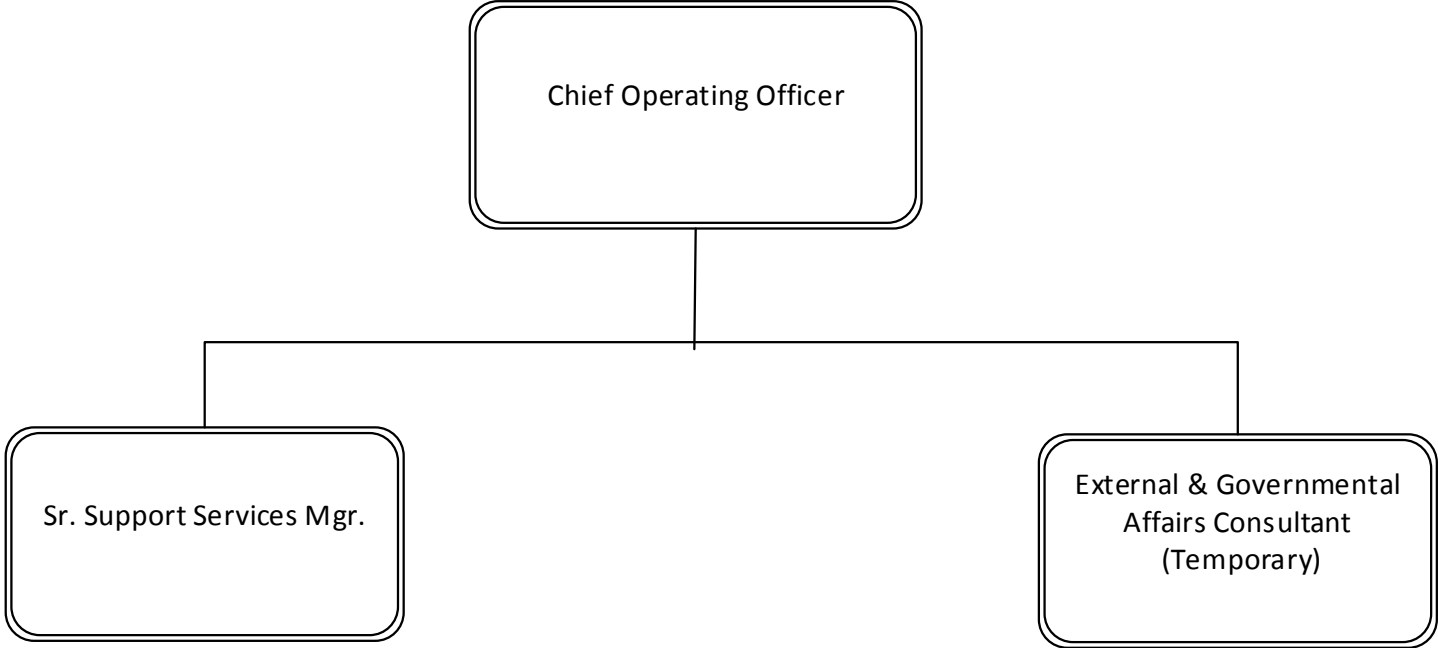 Chief Operating Officer
Sr. Support Services Mgr.
External & Governmental
Affairs Consultant
(Temporary)